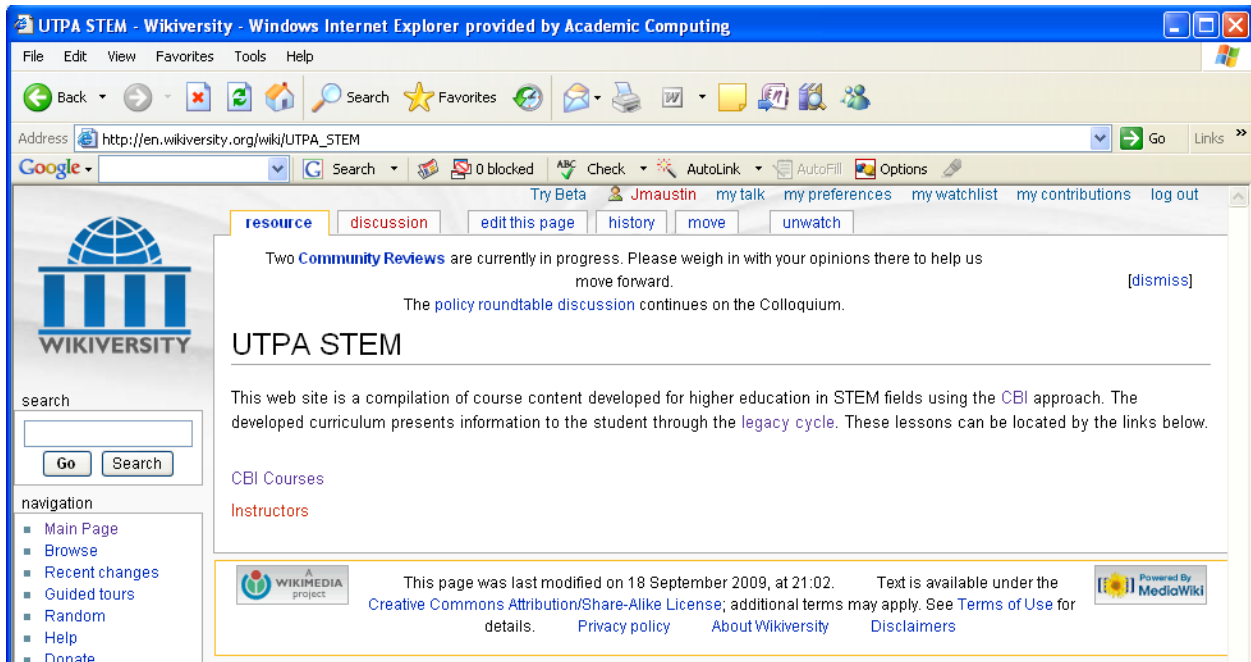 UTPA STEM - Wikiversity - Windows Internet Explorer provided by Academic Computing
File Edit View Favorites Tools Help
Back Search Favorites
Address http://en.wikiversity.org/wiki/UTPA_STEM Go Links »
Google Search 0 blocked ABC Check AutoLink AutoFill Options
Try Beta Jmaustin my talk my preferences my watchlist my contributions log out
resource discussion edit this page history move unwatch
Two Community Reviews are currently in progress. Please weigh in with your opinions there to help us
move forward. [dismiss]
The policy roundtable discussion continues on the Colloquium.
WIKIVERSITY
UTPA STEM
This web site is a compilation of course content developed for higher education in STEM fields using the CBI approach. The
developed curriculum presents information to the student through the legacy cycle. These lessons can be located by the links below.
CBI Courses
Instructors
search
Go Search
navigation
Main Page
Browse
Recent changes
Guided tours
Random
Help
Donate
A
WIKIMEDIA
project
This page was last modified on 18 September 2009, at 21:02. Text is available under the
Creative Commons Attribution/Share-Alike License; additional terms may apply. See Terms of Use for
details. Privacy policy About Wikiversity Disclaimers
Powered By
MediaWiki